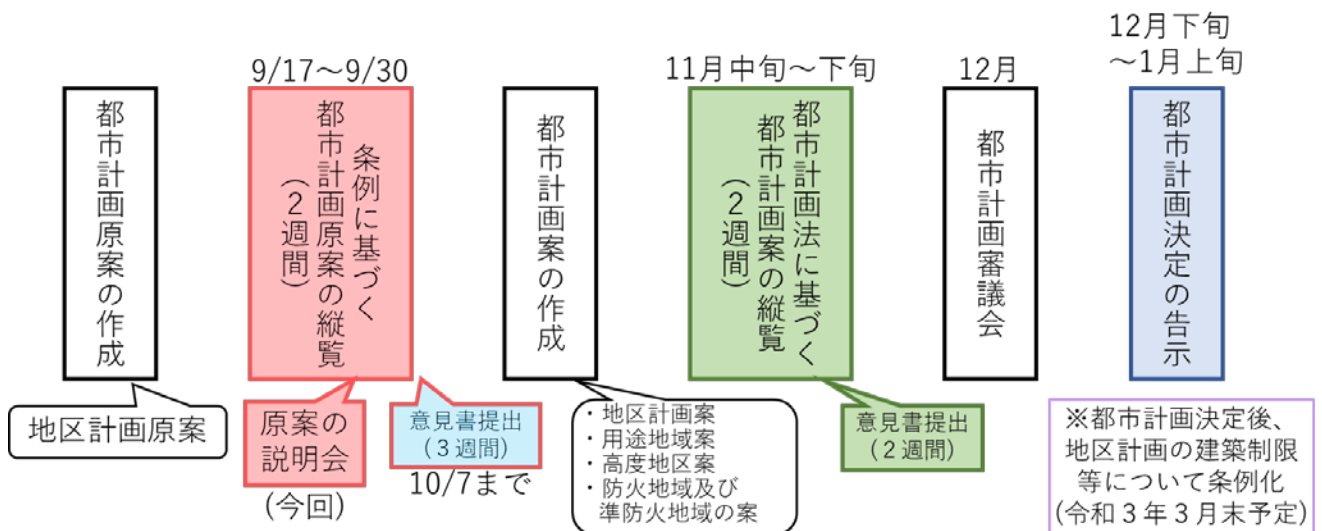 都市計画原案の作成
地区計画原案
9/17～9/30
条例に基づく
都市計画原案の縦覧
（２週間）
原案の
説明会
(今回)
意見書提出
（３週間）
10/7まで
都市計画案の作成
・地区計画案
・用途地域案
・高度地区案
・防火地域及び
準防火地域の案
11月中旬～下旬
都市計画法に基づく
都市計画案の縦覧
（２週間）
意見書提出
（２週間）
12月
都市計画審議会
12月下旬
～1月上旬
都市計画決定の告示
※都市計画決定後、
地区計画の建築制限
等について条例化
(令和３年３月末予定)